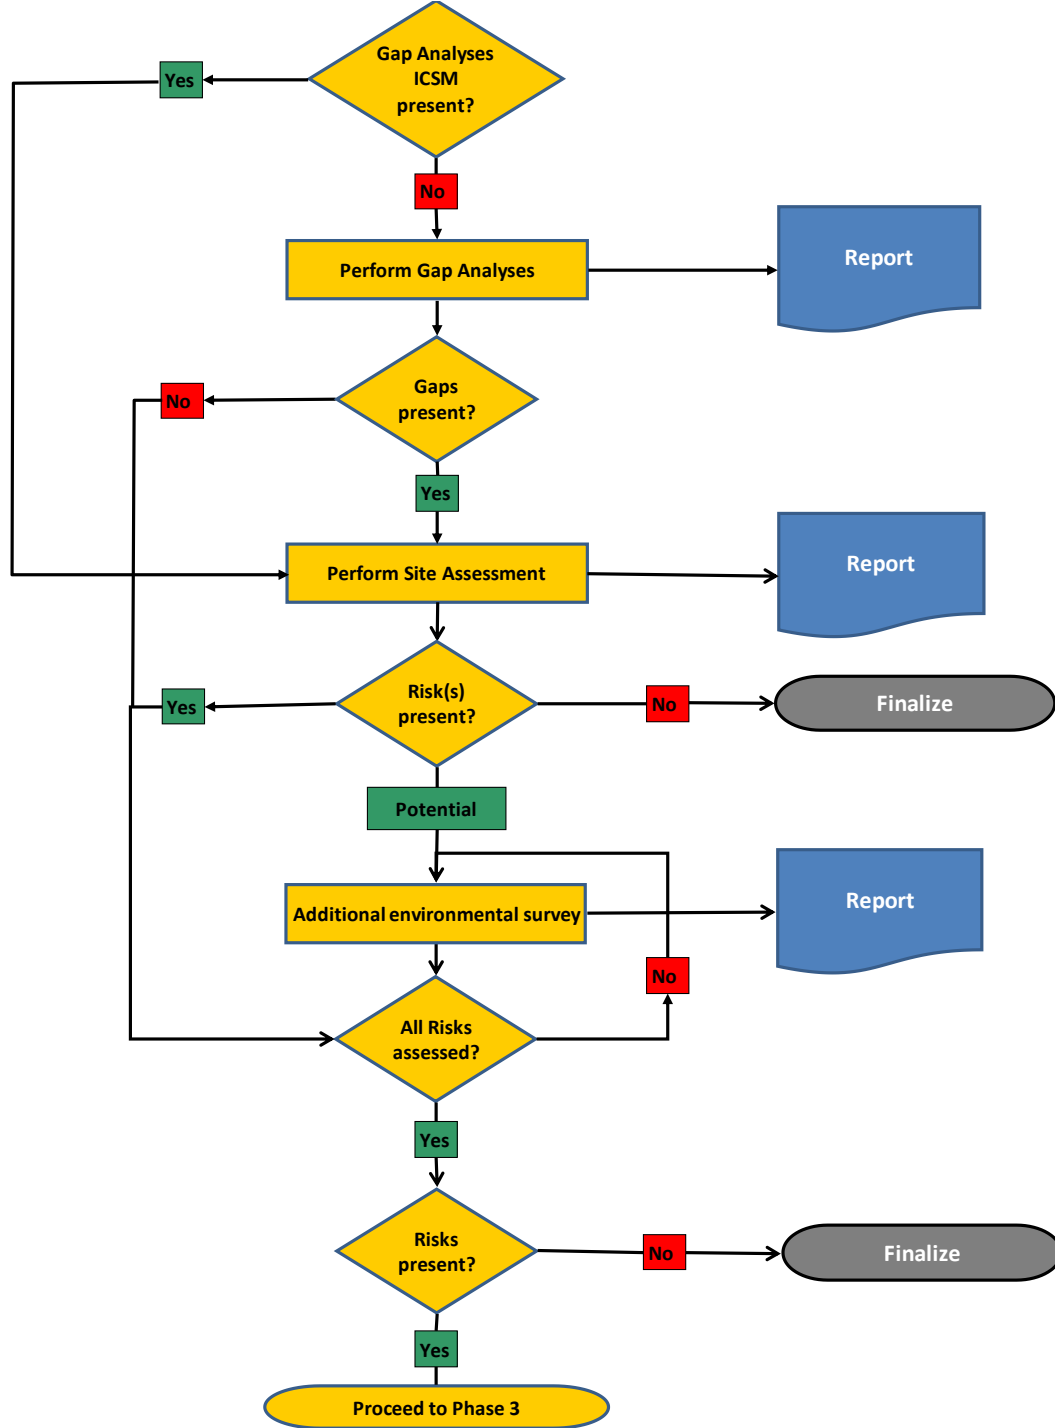 Gap Analyses
ICSM
present?
Yes
No
Perform Gap Analyses
Report
Gaps
present?
No
Yes
Perform Site Assessment
Report
Risk(s)
present?
Yes
No
Finalize
Potential
Additional environmental survey
Report
No
All Risks
assessed?
Yes
Risks
present?
No
Finalize
Yes
Proceed to Phase 3